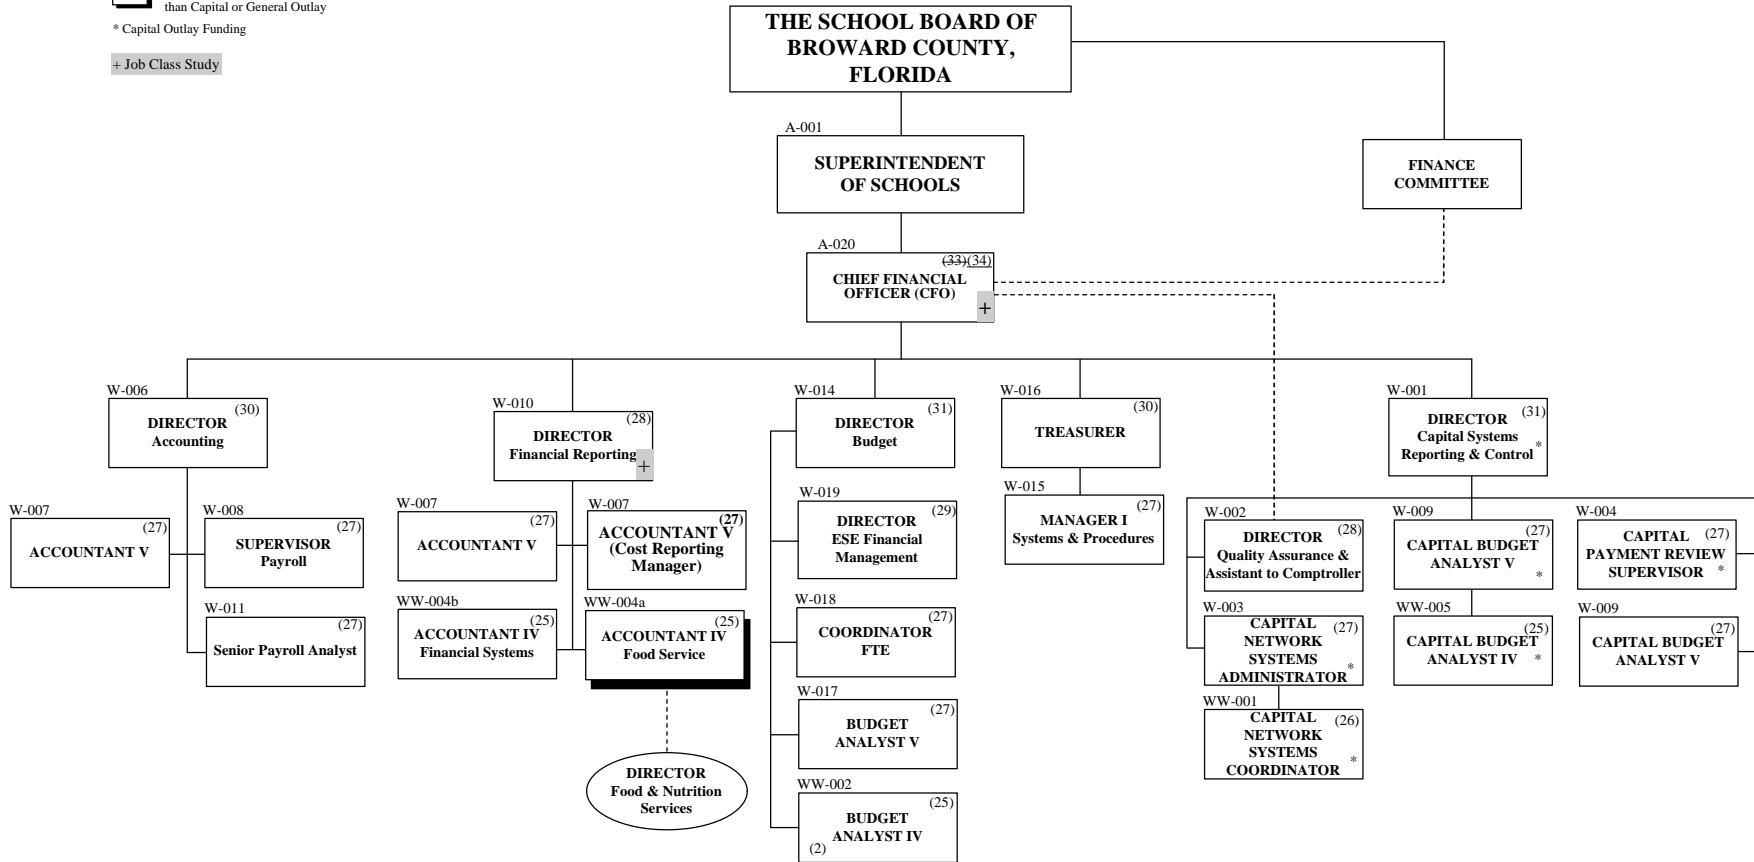 than Capital or General Outlay
* Capital Outlay Funding
+ Job Class Study
THE SCHOOL BOARD OF
BROWARD COUNTY,
FLORIDA
A-001
SUPERINTENDENT
OF SCHOOLS
FINANCE
COMMITTEE
A-020
(33)(34)
CHIEF FINANCIAL
OFFICER (CFO)
+
W-006
(30)
DIRECTOR
Accounting
W-007
(27)
ACCOUNTANT V
W-008
(27)
SUPERVISOR
Payroll
W-011
(27)
Senior Payroll Analyst
W-010
(28)
DIRECTOR
Financial Reporting
+
W-007
(27)
ACCOUNTANT V
W-007
(27)
ACCOUNTANT V
(Cost Reporting
Manager)
WW-004b
(25)
ACCOUNTANT IV
Financial Systems
WW-004a
(25)
ACCOUNTANT IV
Food Service
DIRECTOR
Food & Nutrition
Services
W-014
(31)
DIRECTOR
Budget
W-019
(29)
DIRECTOR
ESE Financial
Management
W-018
(27)
COORDINATOR
FTE
W-017
(27)
BUDGET
ANALYST V
WW-002
(25)
BUDGET
ANALYST IV
(2)
W-016
(30)
TREASURER
W-015
(27)
MANAGER I
Systems & Procedures
W-001
(31)
DIRECTOR
Capital Systems
Reporting & Control *
W-002
(28)
DIRECTOR
Quality Assurance &
Assistant to Comptroller
W-003
(27)
CAPITAL
NETWORK
SYSTEMS
ADMINISTRATOR *
WW-001
(26)
CAPITAL
NETWORK
SYSTEMS
COORDINATOR *
W-009
(27)
CAPITAL BUDGET
ANALYST V
*
WW-005
(25)
CAPITAL BUDGET
ANALYST IV *
W-004
(27)
CAPITAL
PAYMENT REVIEW
SUPERVISOR *
W-009
(27)
CAPITAL BUDGET
ANALYST V